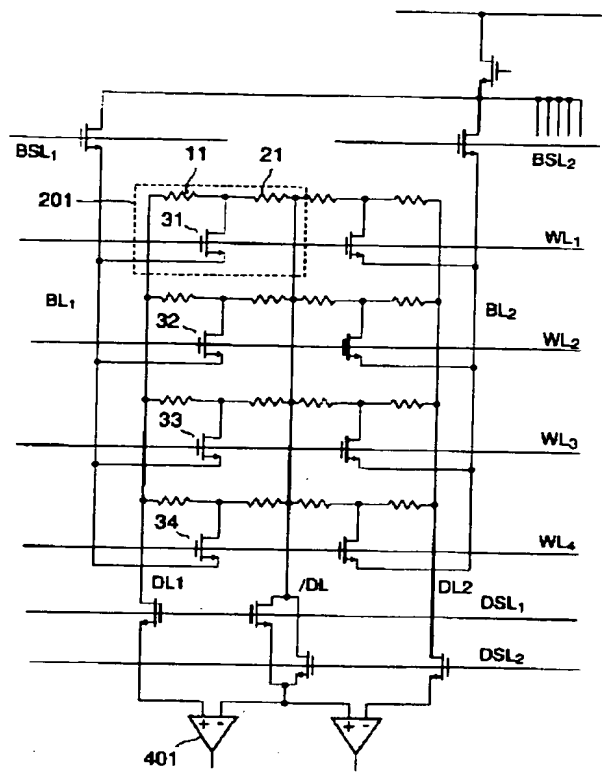 BSL1
11
21
BSL2
201
31
WL1
BL1
BL2
32
WL2
33
WL3
34
WL4
DL1
/DL
DL2
DSL1
DSL2
+ -
+ -
401